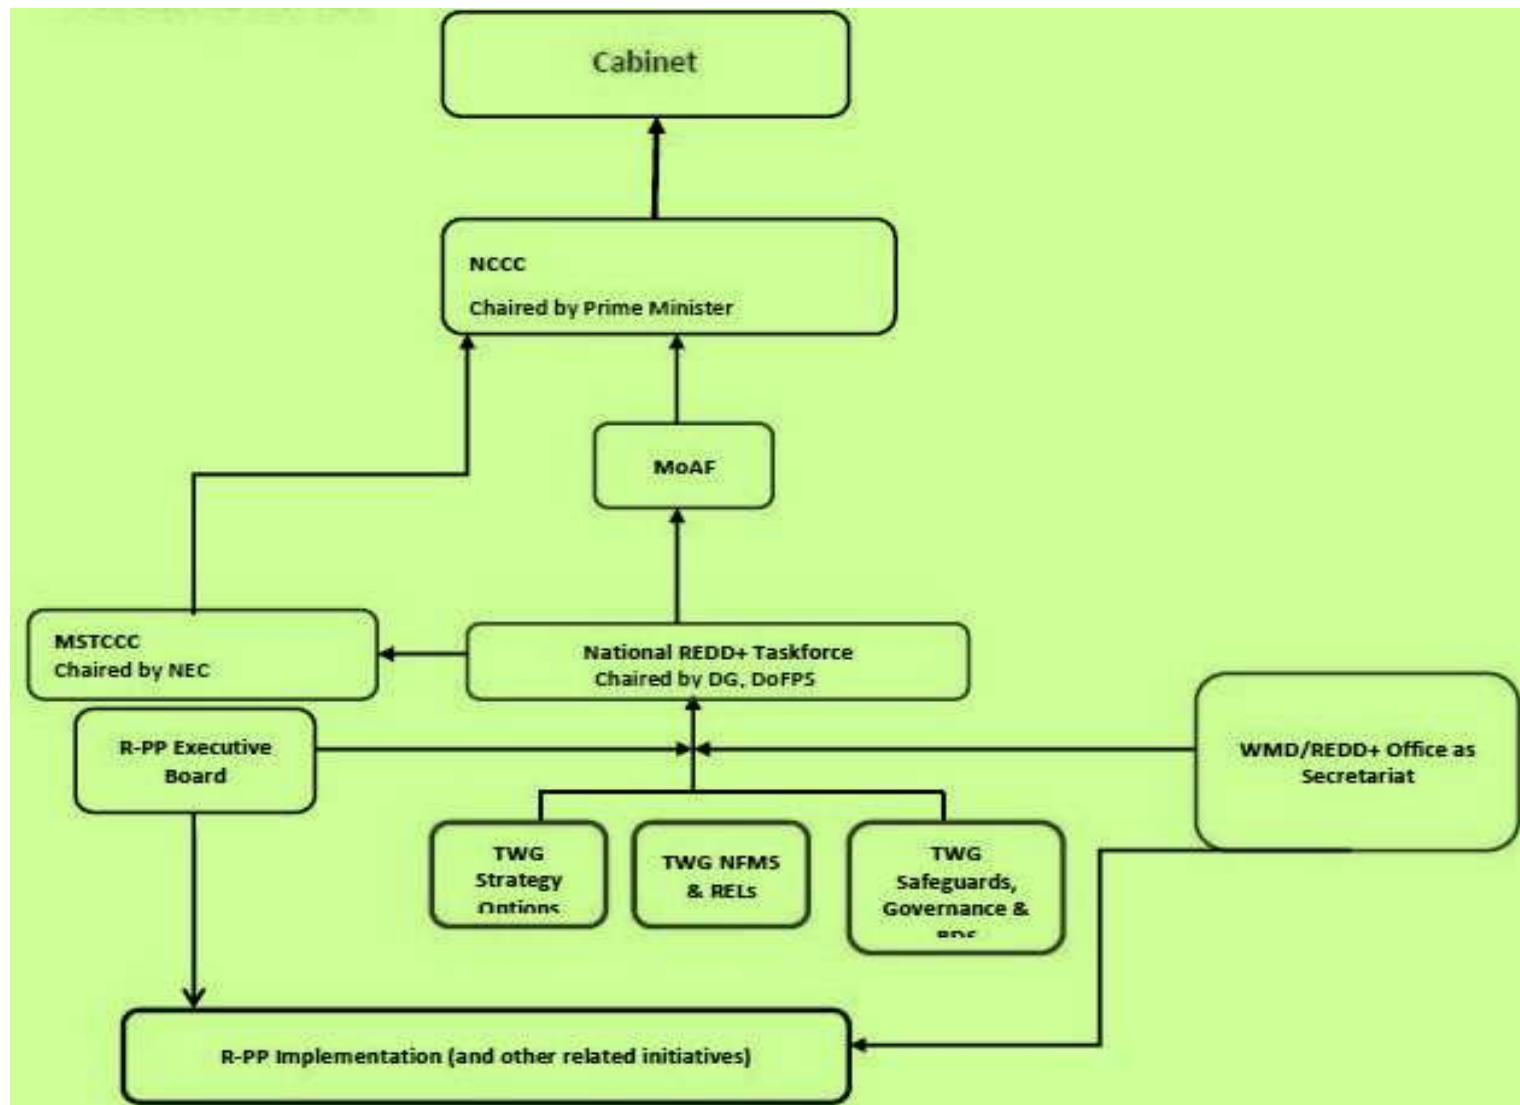 Cabinet
NCCC
Chaired by Prime Minister
MoAF
MSTCCC
Chaired by NEC
National REDD+ Taskforce
Chaired by DG, DoFPS
R-PP Executive
Board
WMD/REDD+ Office as
Secretariat
TWG
Strategy
Options
TWG NFMS
& RELs
TWG
Safeguards,
Governance &
R-PP Implementation (and other related initiatives)